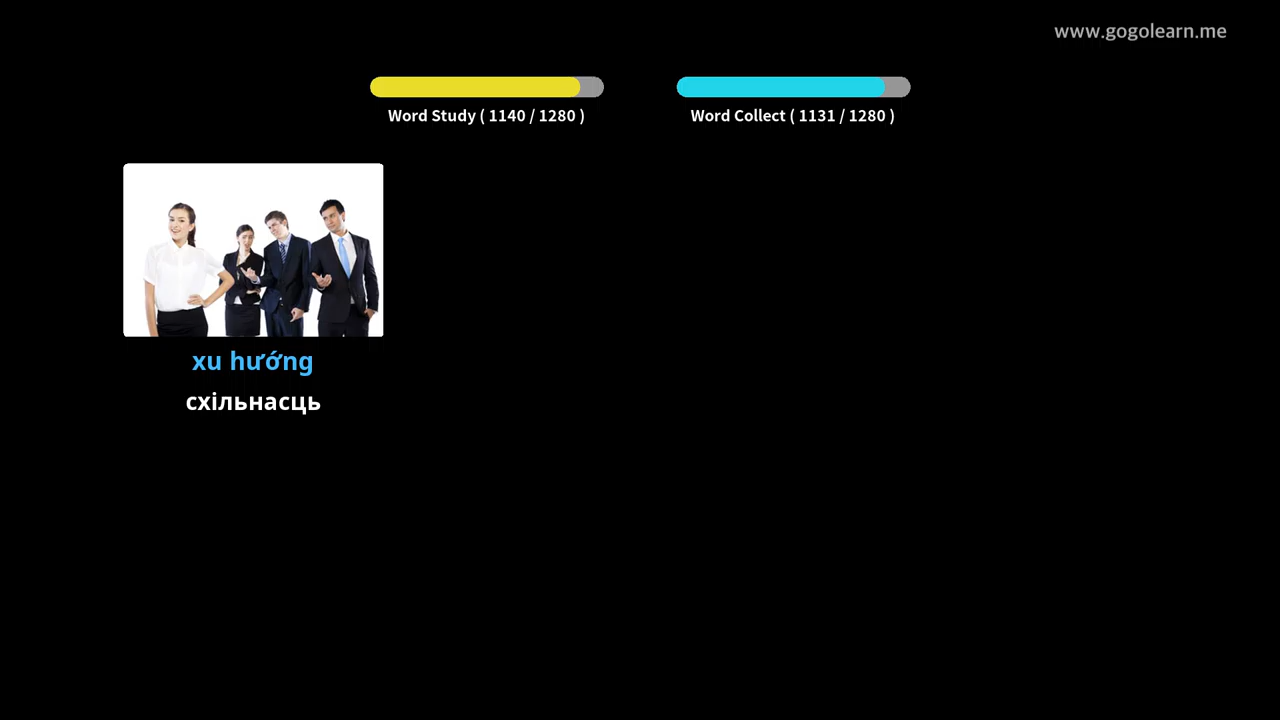 www.gogolearn.me
Word Study ( 1140 / 1280 )
Word Collect ( 1131 / 1280 )
xu hướng
схільнасць